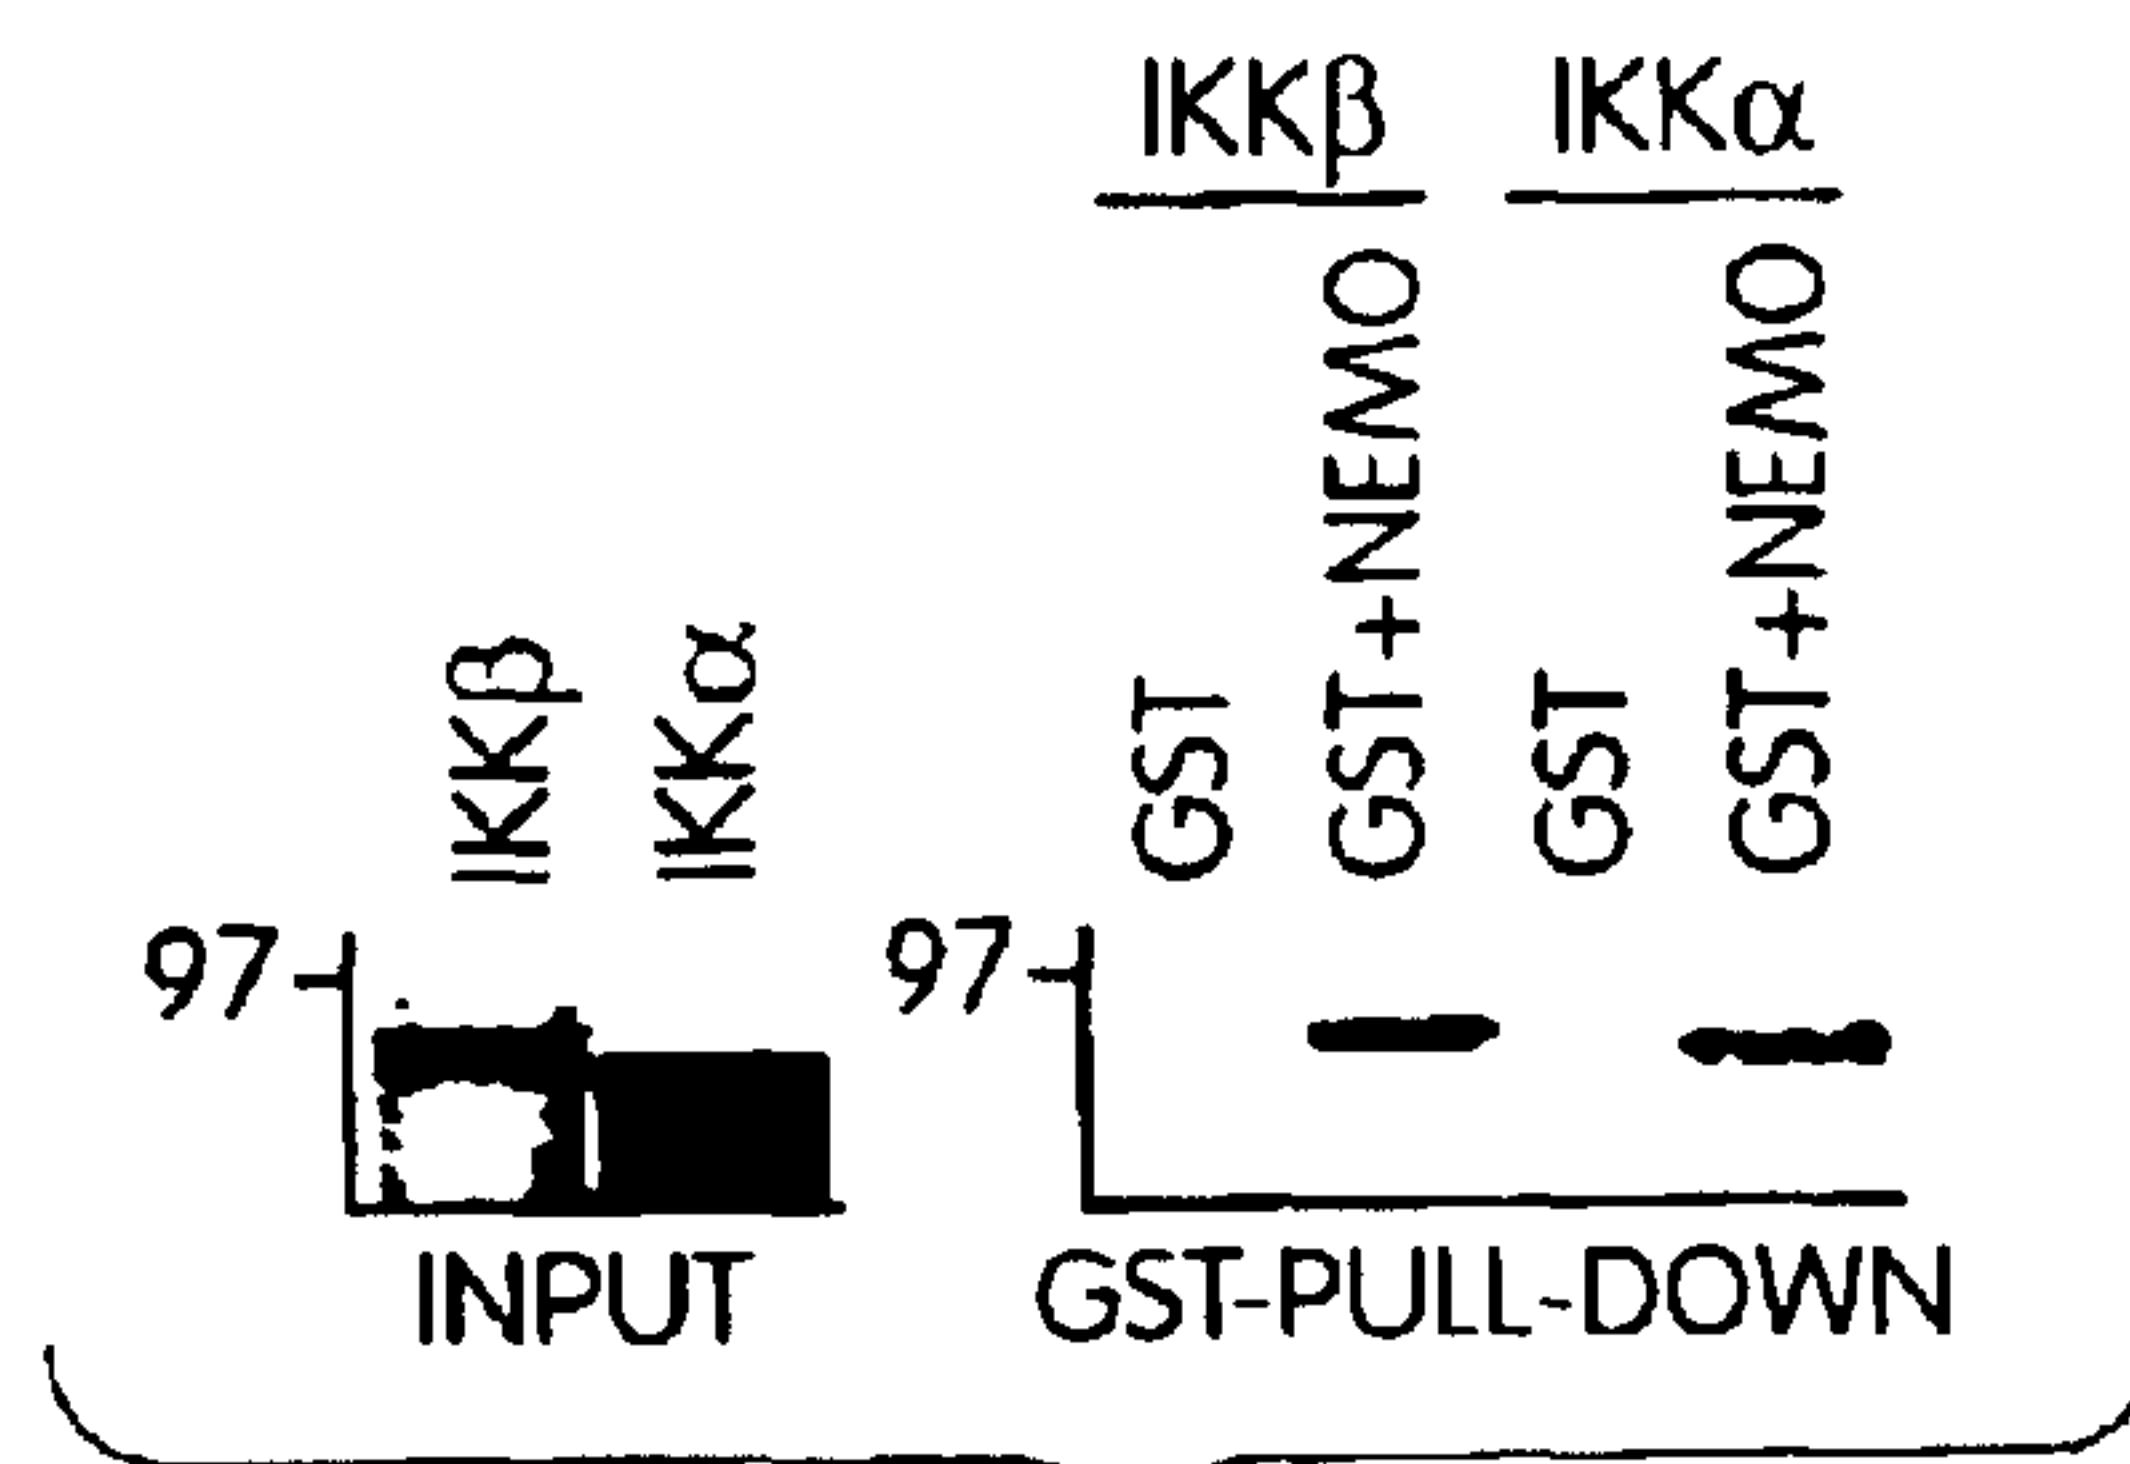 IKKβ IKKα
GST GST+NEMO GST GST+NEMO
IKKβ IKKα
97 97
INPUT GST-PULL-DOWN